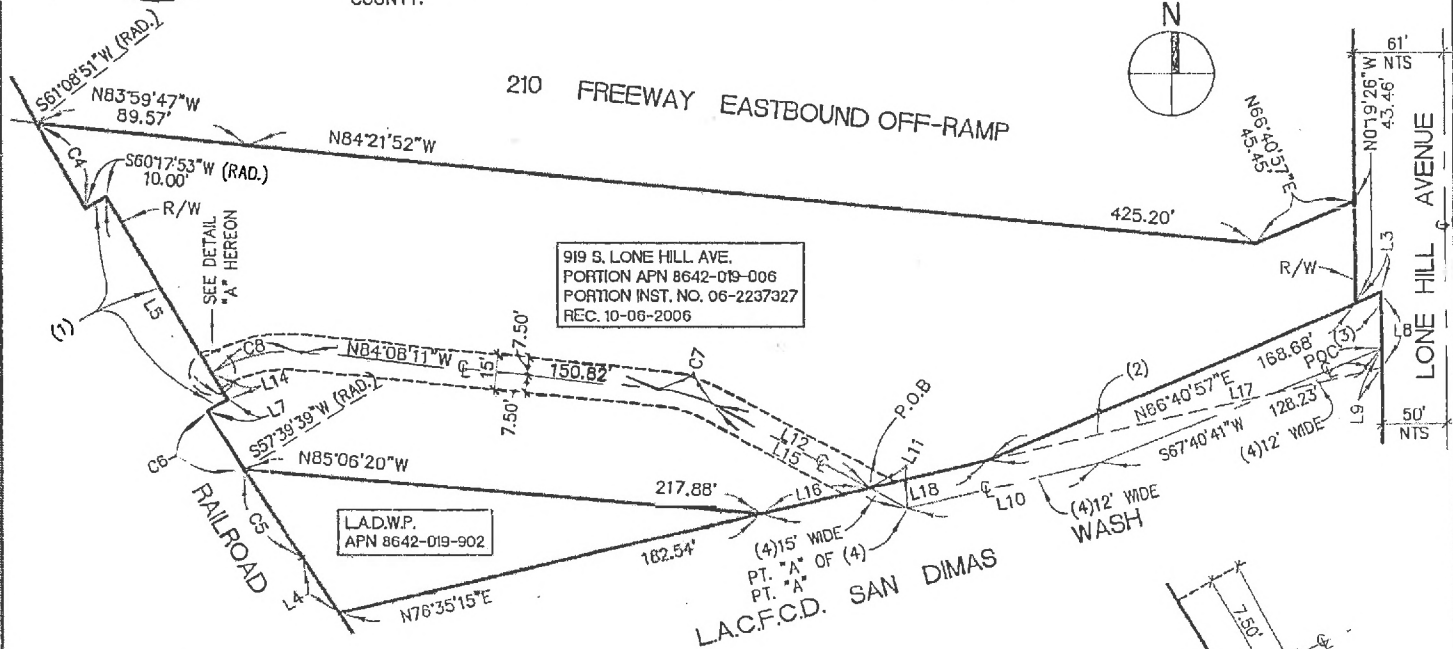 COUNTY.
S61°08'51"W (RAD.)
N83°59'47"W
89.57'
C4
S60°17'53"W (RAD.)
10.00'
R/W
N84°21'52"W
210 FREEWAY EASTBOUND OFF-RAMP
425.20'
N
N66°40'57"E
45.45'
61'
NTS
N0°19'26"W
43.46'
LONE HILL AVENUE
℄
L3
R/W
SEE DETAIL
"A" HEREON
(1)
L5
919 S. LONE HILL AVE.
PORTION APN 8642-019-006
PORTION INST. NO. 06-2237327
REC. 10-06-2006
C8
N84°08'11"W
℄
15'
7.50'
7.50'
150.82'
C7
L14
L7
S57°39'39"W (RAD.)
C6
N85°06'20"W
217.88'
L12
L15
℄
P.O.B
L11
L16
L18
℄
L10
(2)
N66°40'57"E
168.68'
L17
POC
(3)
℄
L8
L9
S67°40'41"W
128.23'
(4)12' WIDE
50'
NTS
(4)12' WIDE
WASH
RAILROAD
C5
L4
L.A.D.W.P.
APN 8642-019-902
182.54'
N76°35'15"E
(4)15' WIDE
PT. "A" OF (4)
PT. "A"
L.A.C.F.C.D. SAN DIMAS
7.50'
℄